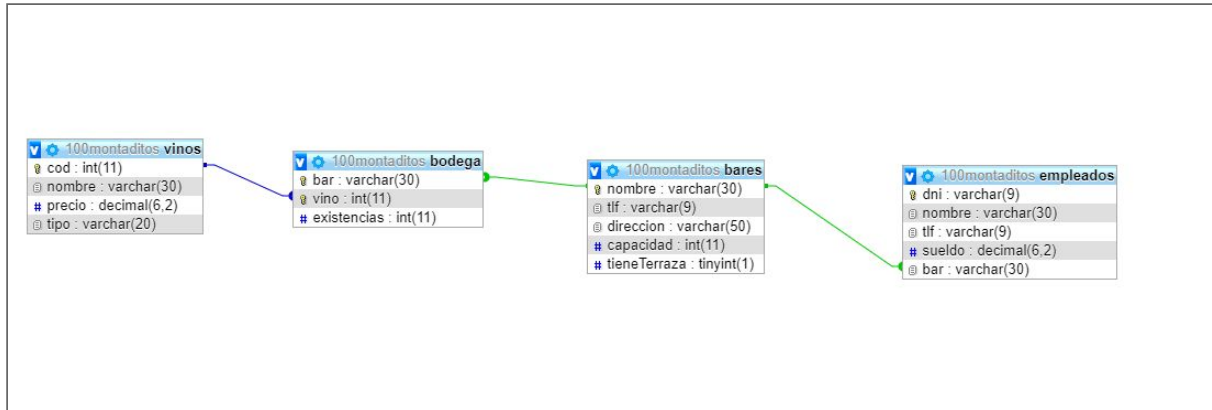 100montaditos vinos
cod : int(11)
nombre : varchar(30)
precio : decimal(6,2)
tipo : varchar(20)
100montaditos bodega
bar : varchar(30)
vino : int(11)
existencias : int(11)
100montaditos bares
nombre : varchar(30)
tlf : varchar(9)
direccion : varchar(50)
capacidad : int(11)
tieneTerraza : tinyint(1)
100montaditos empleados
dni : varchar(9)
nombre : varchar(30)
tlf : varchar(9)
sueldo : decimal(6,2)
bar : varchar(30)